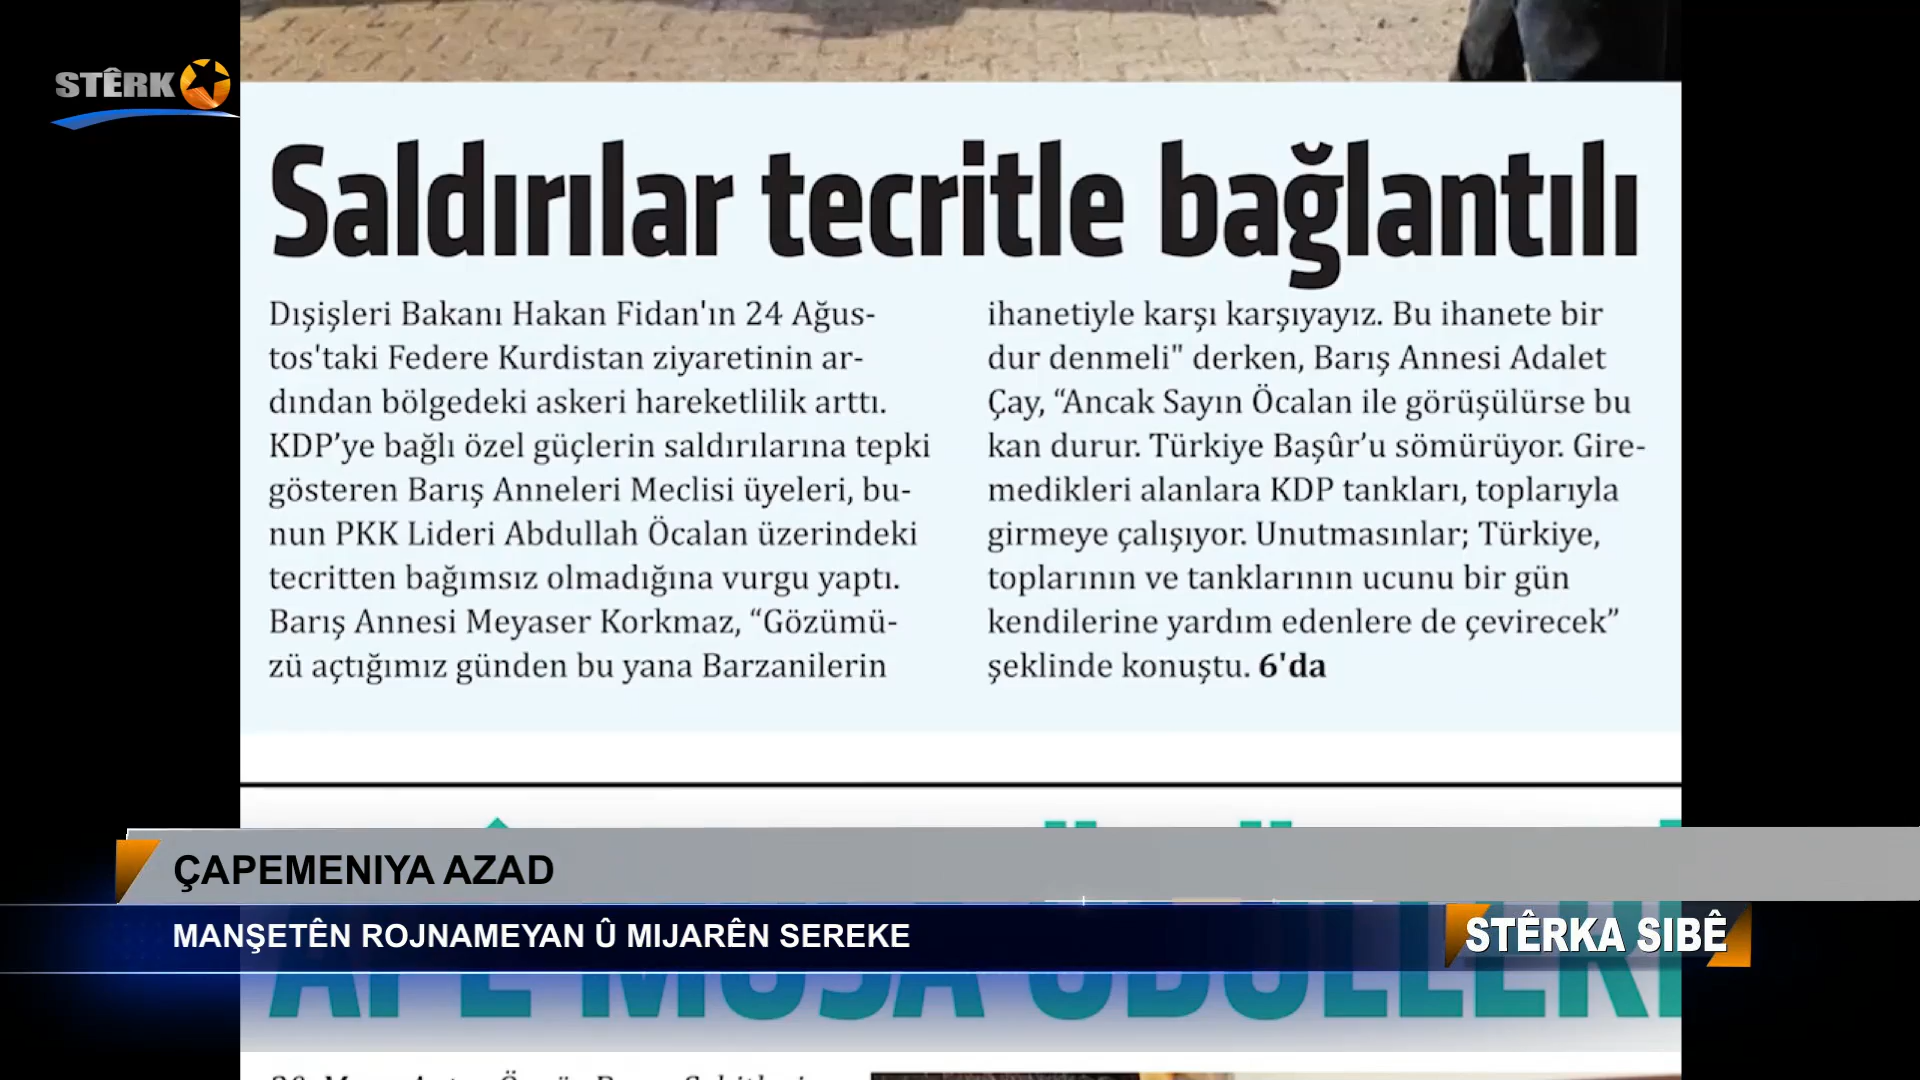 STÊRK
Saldırılar tecritle bağlantılı
Dışişleri Bakanı Hakan Fidan'ın 24 Ağus-
tos'taki Federe Kurdistan ziyaretinin ar-
dından bölgedeki askeri hareketlilik arttı.
KDP’ye bağlı özel güçlerin saldırılarına tepki
gösteren Barış Anneleri Meclisi üyeleri, bu-
nun PKK Lideri Abdullah Öcalan üzerindeki
tecritten bağımsız olmadığına vurgu yaptı.
Barış Annesi Meyaser Korkmaz, “Gözümü-
zü açtığımız günden bu yana Barzanilerin
ihanetiyle karşı karşıyayız. Bu ihanete bir
dur denmeli" derken, Barış Annesi Adalet
Çay, “Ancak Sayın Öcalan ile görüşülürse bu
kan durur. Türkiye Başûr’u sömürüyor. Gire-
medikleri alanlara KDP tankları, toplarıyla
girmeye çalışıyor. Unutmasınlar; Türkiye,
toplarının ve tanklarının ucunu bir gün
kendilerine yardım edenlere de çevirecek”
şeklinde konuştu. 6'da
ÇAPEMENIYA AZAD
MANŞETÊN ROJNAMEYAN Û MIJARÊN SEREKE
STÊRKA SIBÊ